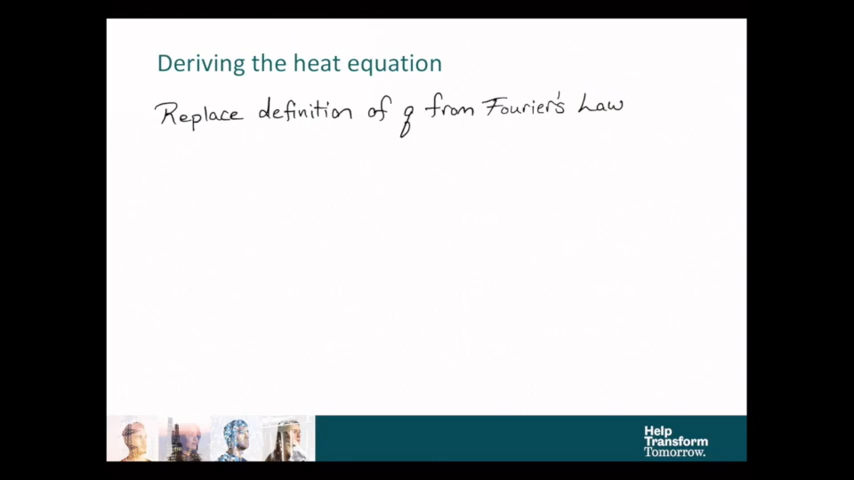 Deriving the heat equation
Replace definition of q from Fourier's Law
Help
Transform
Tomorrow.